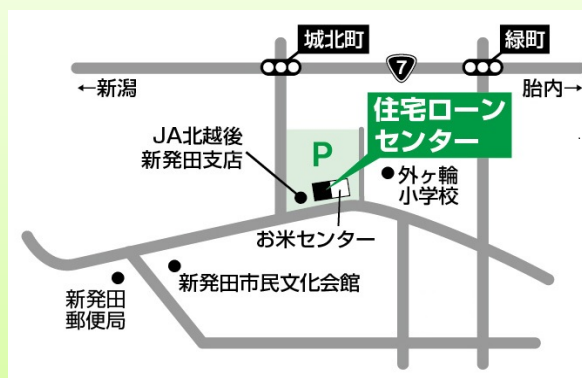 城北町
緑町
7
←新潟
胎内→
住宅ローン
センター
P
JA北越後
新発田支店
外ヶ輪
小学校
お米センター
新発田市民文化会館
新発田
郵便局